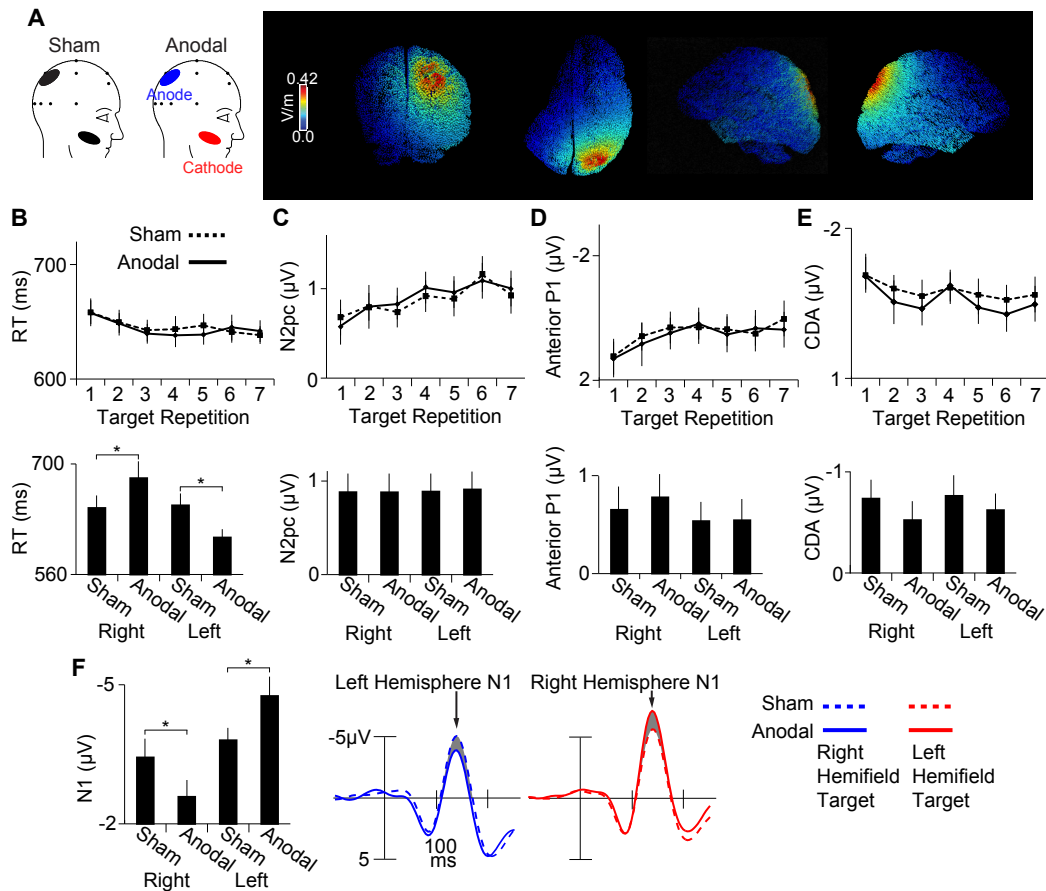 A
Sham
Anodal
Anode
Cathode
V/m
0.42
0.0
B
Sham
Anodal
700
600
RT (ms)
1 2 3 4 5 6 7
Target Repetition
C
1
0
N2pc (µV)
1 2 3 4 5 6 7
Target Repetition
D
-2
2
Anterior P1 (µV)
1 2 3 4 5 6 7
Target Repetition
E
-2
1
CDA (µV)
1 2 3 4 5 6 7
Target Repetition
700
560
RT (ms)
* *
Sham Anodal Sham Anodal
Right Left
1
0
N2pc (µV)
Sham Anodal Sham Anodal
Right Left
1
0
Anterior P1 (µV)
Sham Anodal Sham Anodal
Right Left
-1
0
CDA (µV)
Sham Anodal Sham Anodal
Right Left
F
-5
-2
N1 (µV)
* *
Sham Anodal Sham Anodal
Right Left
Left Hemisphere N1
-5µV
5
100
ms
Right Hemisphere N1
Sham
Anodal
Right
Hemifield
Target
Left
Hemifield
Target